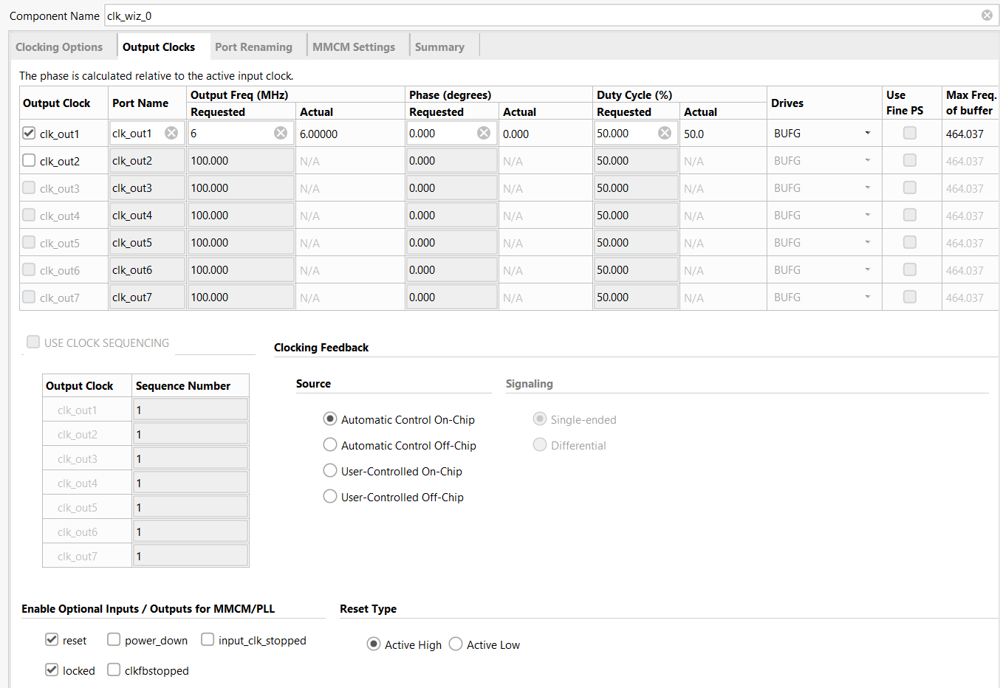 Component Name clk_wiz_0
Clocking Options Output Clocks Port Renaming MMCM Settings Summary
The phase is calculated relative to the active input clock.
Output Clock Port Name Output Freq (MHz) Phase (degrees) Duty Cycle (%) Drives Use Fine PS Max Freq. of buffer
Requested Actual Requested Actual Requested Actual
clk_out1 clk_out1 6 6.00000 0.000 0.000 50.000 50.0 BUFG 464.037
clk_out2 clk_out2 100.000 N/A 0.000 N/A 50.000 N/A BUFG 464.037
clk_out3 clk_out3 100.000 N/A 0.000 N/A 50.000 N/A BUFG 464.037
clk_out4 clk_out4 100.000 N/A 0.000 N/A 50.000 N/A BUFG 464.037
clk_out5 clk_out5 100.000 N/A 0.000 N/A 50.000 N/A BUFG 464.037
clk_out6 clk_out6 100.000 N/A 0.000 N/A 50.000 N/A BUFG 464.037
clk_out7 clk_out7 100.000 N/A 0.000 N/A 50.000 N/A BUFG 464.037
USE CLOCK SEQUENCING
Output Clock Sequence Number
clk_out1 1
clk_out2 1
clk_out3 1
clk_out4 1
clk_out5 1
clk_out6 1
clk_out7 1
Clocking Feedback
Source
Automatic Control On-Chip
Automatic Control Off-Chip
User-Controlled On-Chip
User-Controlled Off-Chip
Signaling
Single-ended
Differential
Enable Optional Inputs / Outputs for MMCM/PLL
reset power_down input_clk_stopped
locked clkfbstopped
Reset Type
Active High Active Low